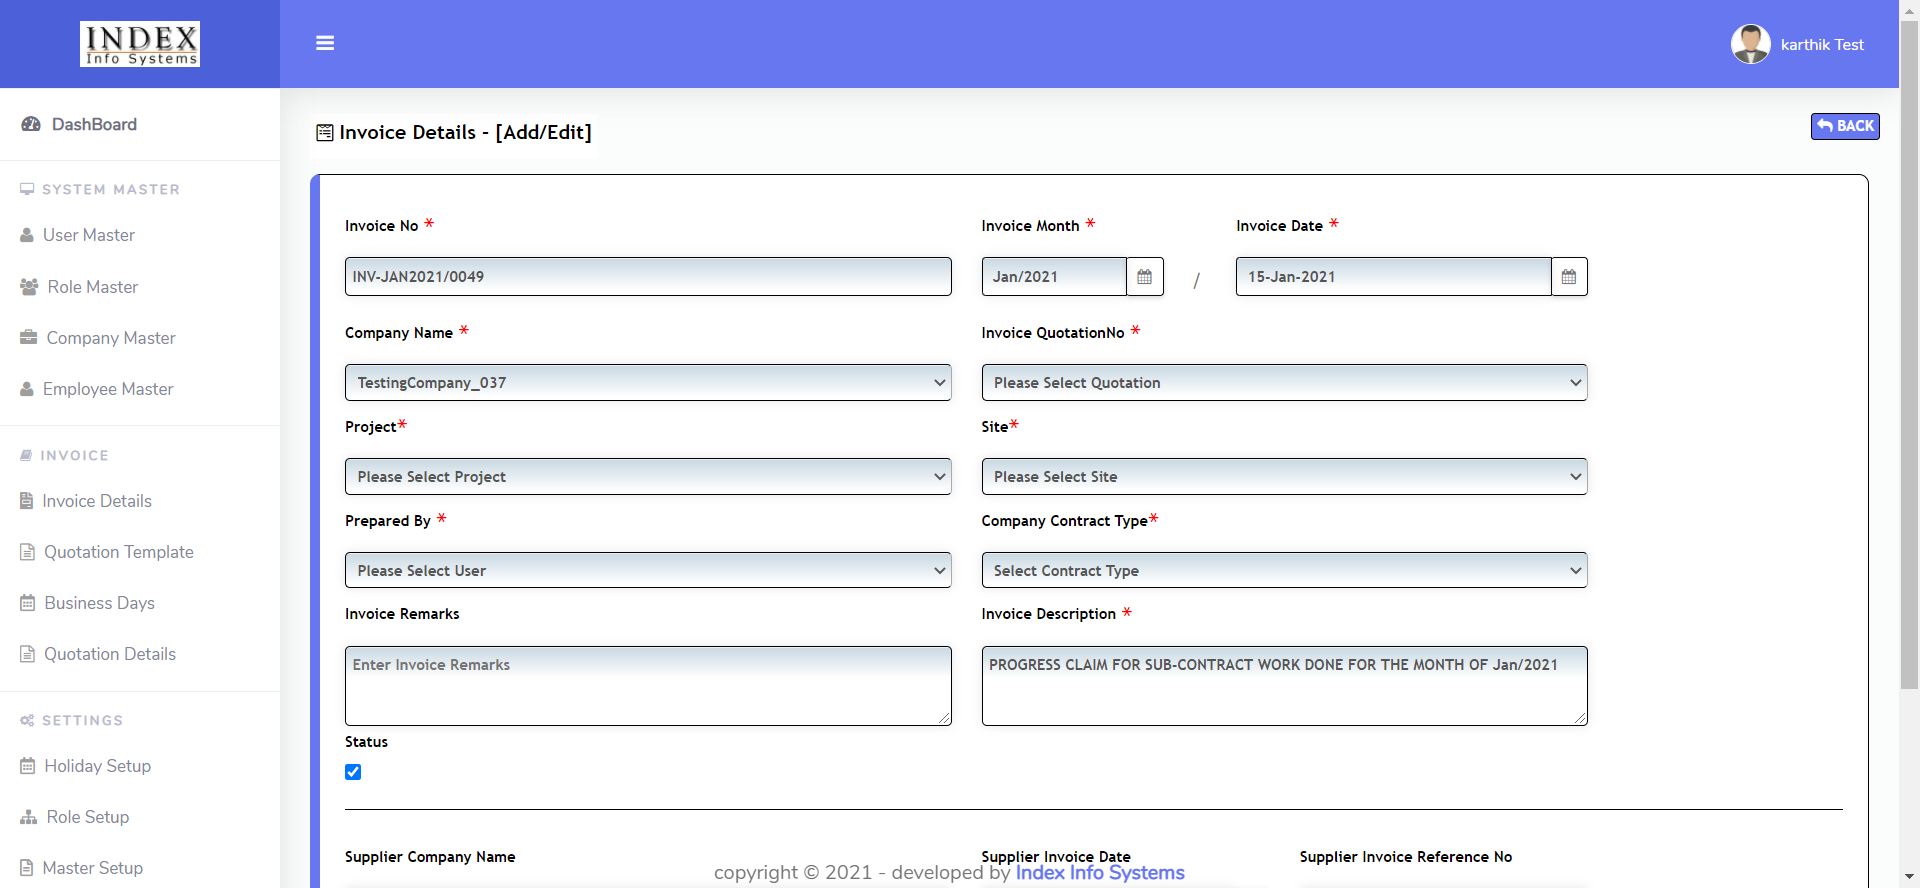 INDEX
Info Systems
karthik Test
DashBoard
SYSTEM MASTER
User Master
Role Master
Company Master
Employee Master
INVOICE
Invoice Details
Quotation Template
Business Days
Quotation Details
SETTINGS
Holiday Setup
Role Setup
Master Setup
Invoice Details - [Add/Edit]
BACK
Invoice No *
Invoice Month *
Invoice Date *
INV-JAN2021/0049
Jan/2021
/
15-Jan-2021
Company Name *
Invoice QuotationNo *
TestingCompany_037
Please Select Quotation
Project*
Site*
Please Select Project
Please Select Site
Prepared By *
Company Contract Type*
Please Select User
Select Contract Type
Invoice Remarks
Invoice Description *
Enter Invoice Remarks
PROGRESS CLAIM FOR SUB-CONTRACT WORK DONE FOR THE MONTH OF Jan/2021
Status
Supplier Company Name
Supplier Invoice Date
Supplier Invoice Reference No
copyright © 2021 - developed by Index Info Systems